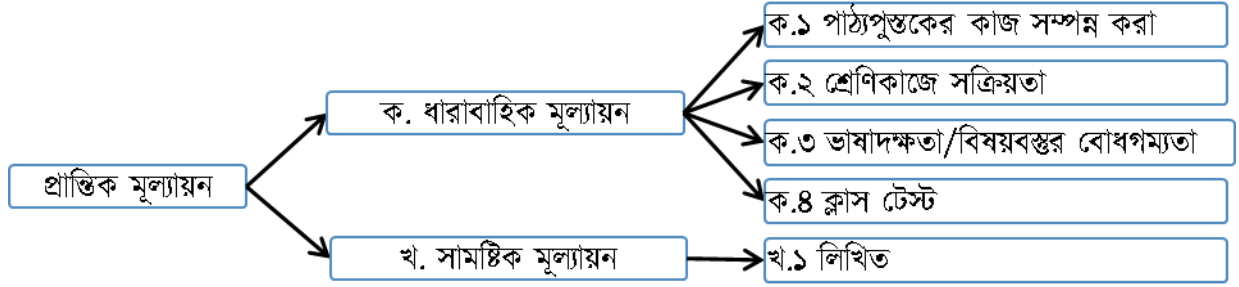 প্রান্তিক মূল্যায়ন
ক. ধারাবাহিক মূল্যায়ন
ক.১ পাঠ্যপুস্তকের কাজ সম্পন্ন করা
ক.২ শ্রেণিকাজে সক্রিয়তা
ক.৩ ভাষাদক্ষতা/বিষয়বস্তুর বোধগম্যতা
ক.৪ ক্লাস টেস্ট
খ. সামষ্টিক মূল্যায়ন
খ.১ লিখিত